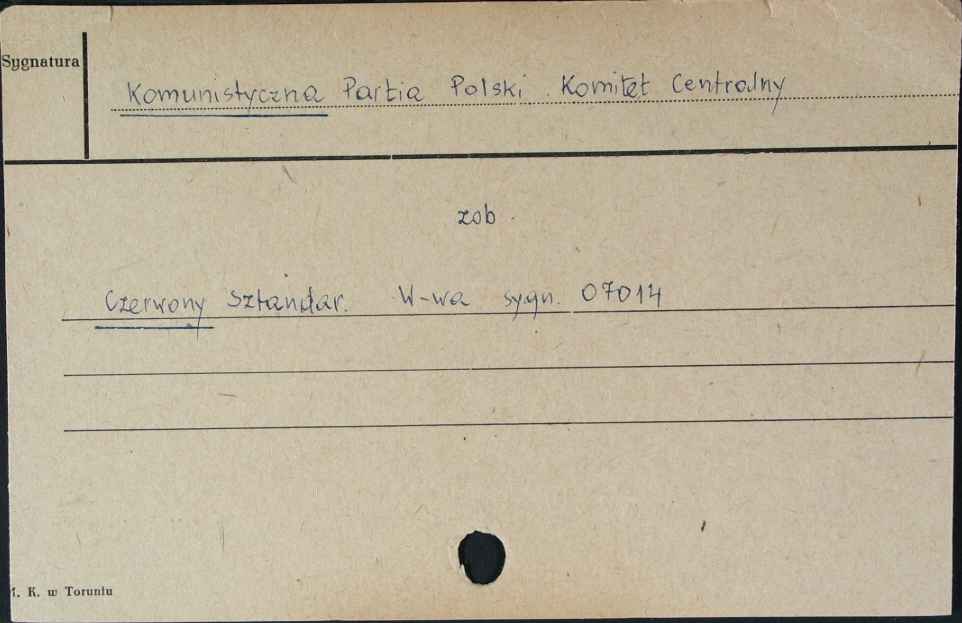 Sygnatura
Komunistyczna Partia Polski. Komitet Centralny
zob.
Czerwony Sztandar. W-wa sygn. 07014
K. w Toruniu